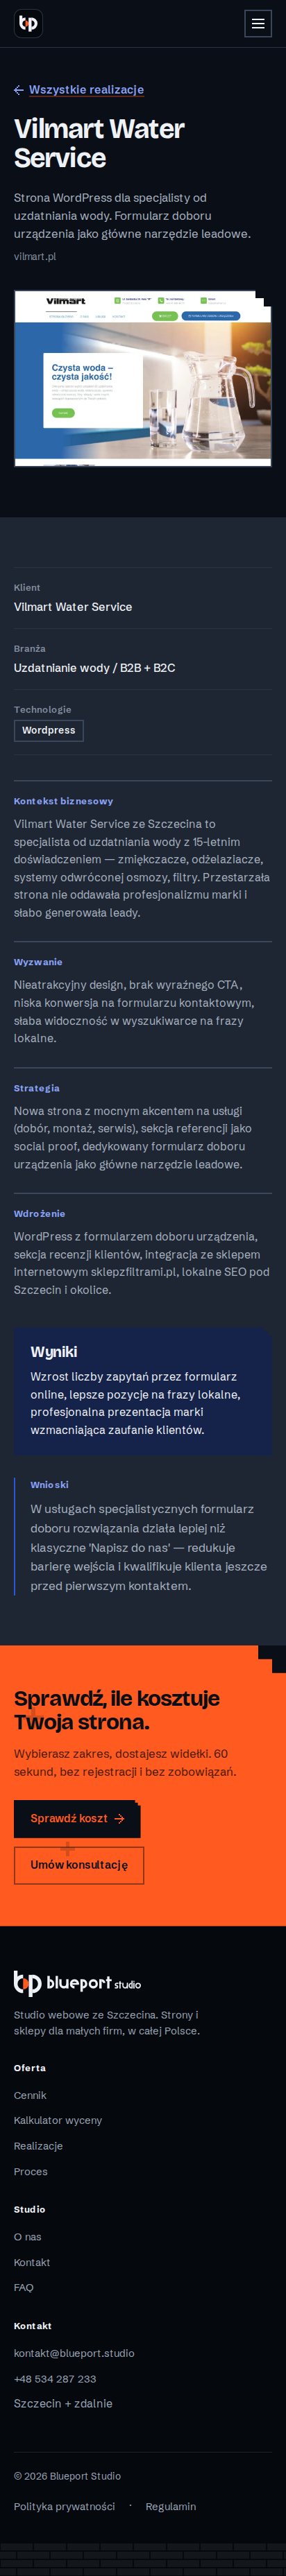 Wszystkie realizacje
Vilmart Water
Service
Strona WordPress dla specjalisty od
uzdatniania wody. Formularz doboru
urządzenia jako główne narzędzie leadowe.
vilmart.pl
Vilmart
Czysta woda –
czysta jakość!
Klient
Vilmart Water Service
Branża
Uzdatnianie wody / B2B + B2C
Technologie
Wordpress
Kontekst biznesowy
Vilmart Water Service ze Szczecina to
specjalista od uzdatniania wody z 15-letnim
doświadczeniem — zmiękczacze, odżelaziacze,
systemy odwróconej osmozy, filtry. Przestarzała
strona nie oddawała profesjonalizmu marki i
słabo generowała leady.
Wyzwanie
Nieatrakcyjny design, brak wyraźnego CTA,
niska konwersja na formularzu kontaktowym,
słaba widoczność w wyszukiwarce na frazy
lokalne.
Strategia
Nowa strona z mocnym akcentem na usługi
(dobór, montaż, serwis), sekcja referencji jako
social proof, dedykowany formularz doboru
urządzenia jako główne narzędzie leadowe.
Wdrożenie
WordPress z formularzem doboru urządzenia,
sekcja recenzji klientów, integracja ze sklepem
internetowym sklepzfiltrami.pl, lokalne SEO pod
Szczecin i okolice.
Wyniki
Wzrost liczby zapytań przez formularz
online, lepsze pozycje na frazy lokalne,
profesjonalna prezentacja marki
wzmacniająca zaufanie klientów.
Wnioski
W usługach specjalistycznych formularz
doboru rozwiązania działa lepiej niż
klasyczne 'Napisz do nas' — redukuje
barierę wejścia i kwalifikuje klienta jeszcze
przed pierwszym kontaktem.
Sprawdź, ile kosztuje
Twoja strona.
Wybierasz zakres, dostajesz widełki. 60
sekund, bez rejestracji i bez zobowiązań.
Sprawdź koszt
Umów konsultację
blueport studio
Studio webowe ze Szczecina. Strony i
sklepy dla małych firm, w całej Polsce.
Oferta
Cennik
Kalkulator wyceny
Realizacje
Proces
Studio
O nas
Kontakt
FAQ
Kontakt
kontakt@blueport.studio
+48 534 287 233
Szczecin + zdalnie
© 2026 Blueport Studio
Polityka prywatności · Regulamin